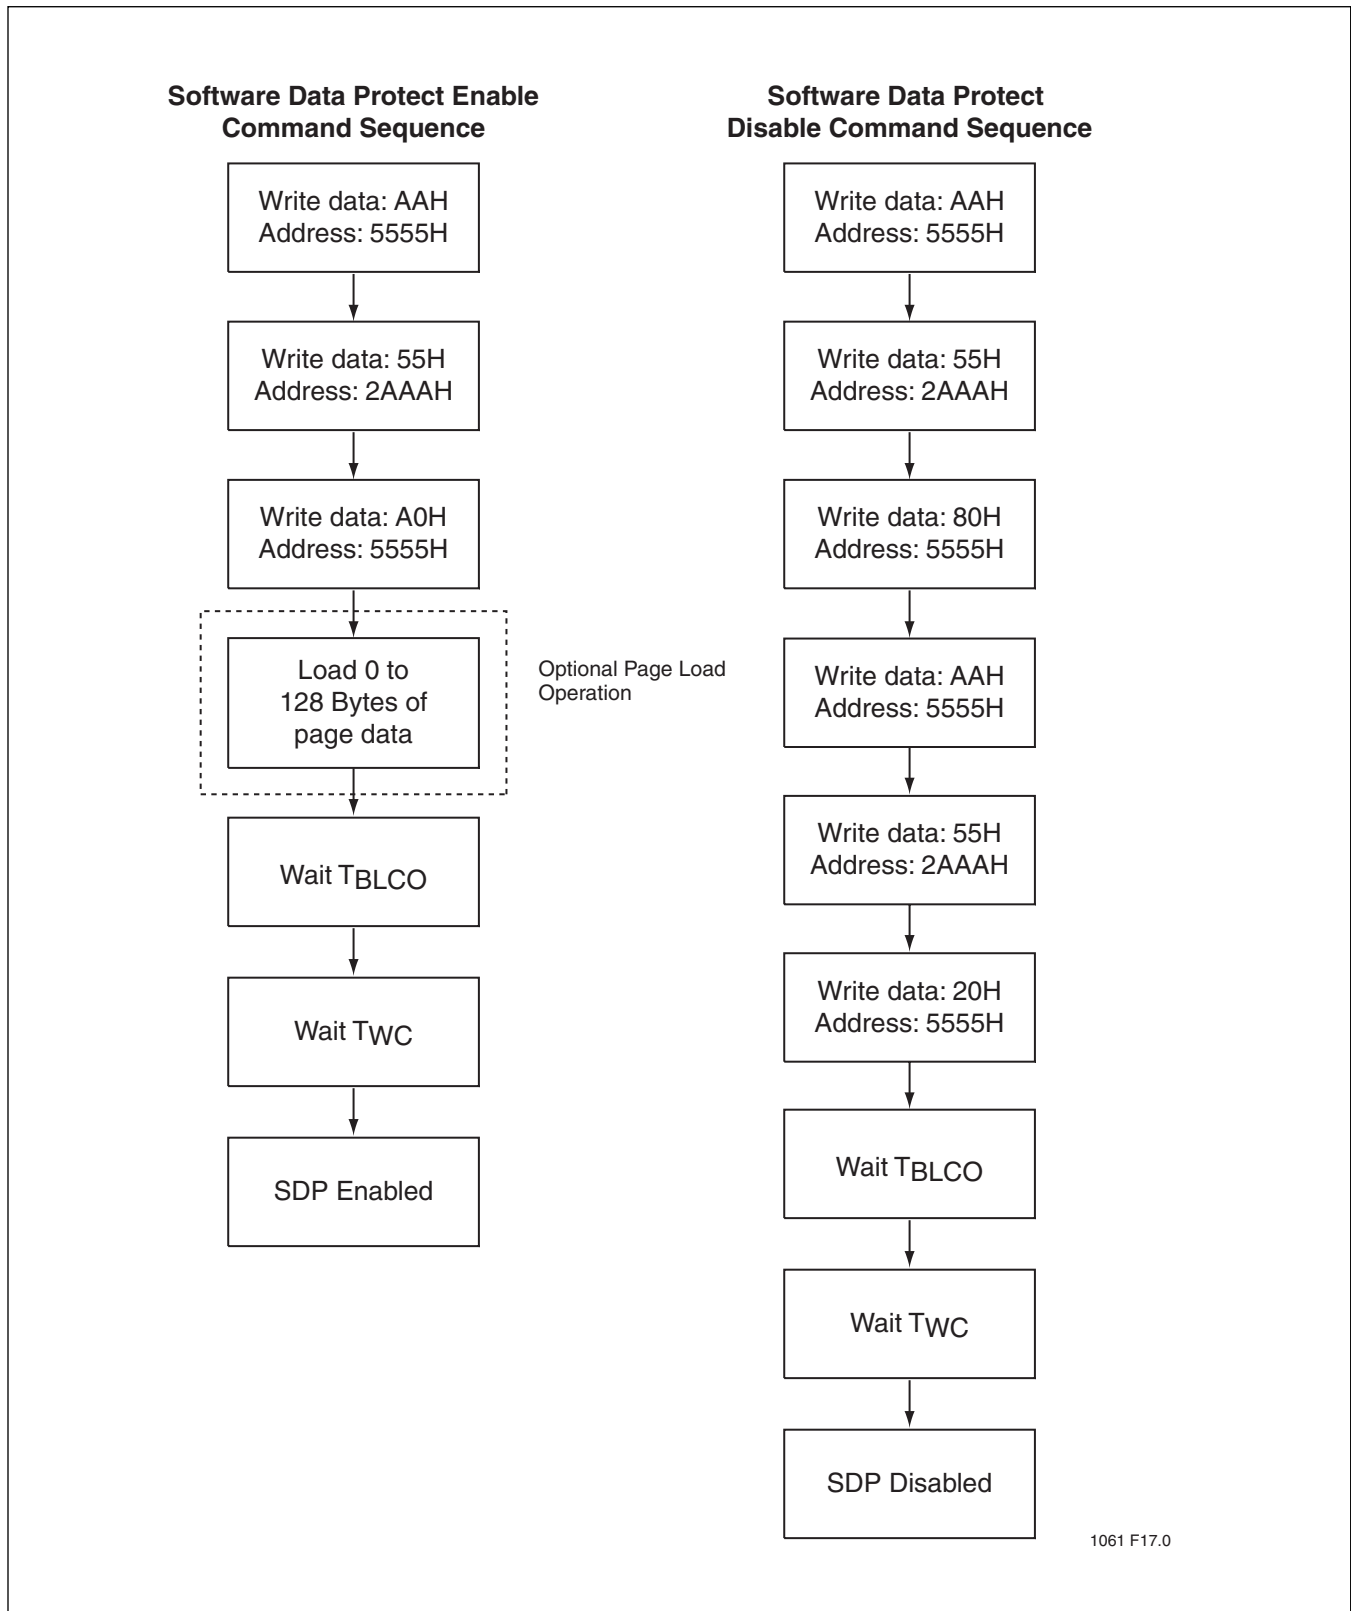 Software Data Protect Enable
Command Sequence
Write data: AAH
Address: 5555H
Write data: 55H
Address: 2AAAH
Write data: A0H
Address: 5555H
Load 0 to
128 Bytes of
page data
Optional Page Load
Operation
Wait TBLCO
Wait TWC
SDP Enabled
Software Data Protect
Disable Command Sequence
Write data: AAH
Address: 5555H
Write data: 55H
Address: 2AAAH
Write data: 80H
Address: 5555H
Write data: AAH
Address: 5555H
Write data: 55H
Address: 2AAAH
Write data: 20H
Address: 5555H
Wait TBLCO
Wait TWC
SDP Disabled
1061 F17.0